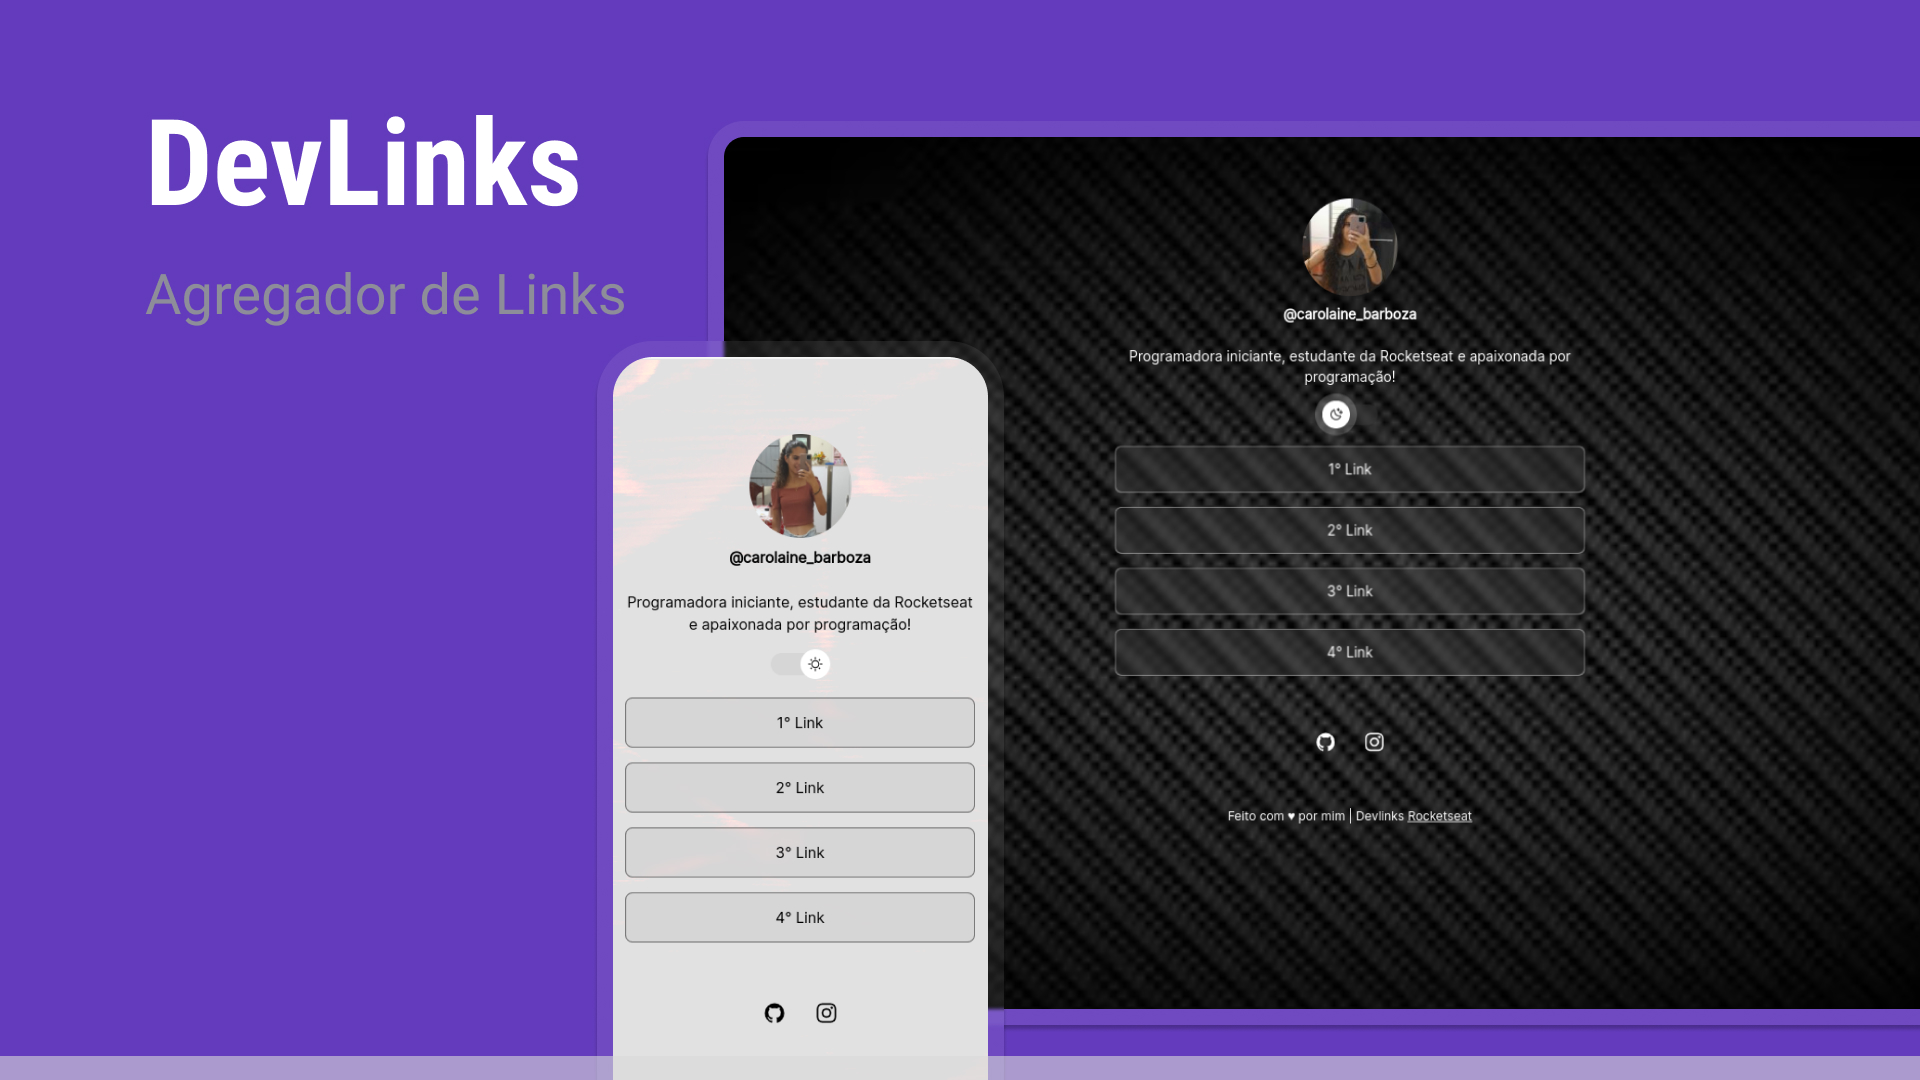 DevLinks
Agregador de Links
@carolaine_barboza
Programadora iniciante, estudante da Rocketseat e apaixonada por
programação!
1° Link
2° Link
3° Link
4° Link
Feito com ♥ por mim | Devlinks Rocketseat
@carolaine_barboza
Programadora iniciante, estudante da Rocketseat
e apaixonada por programação!
1° Link
2° Link
3° Link
4° Link